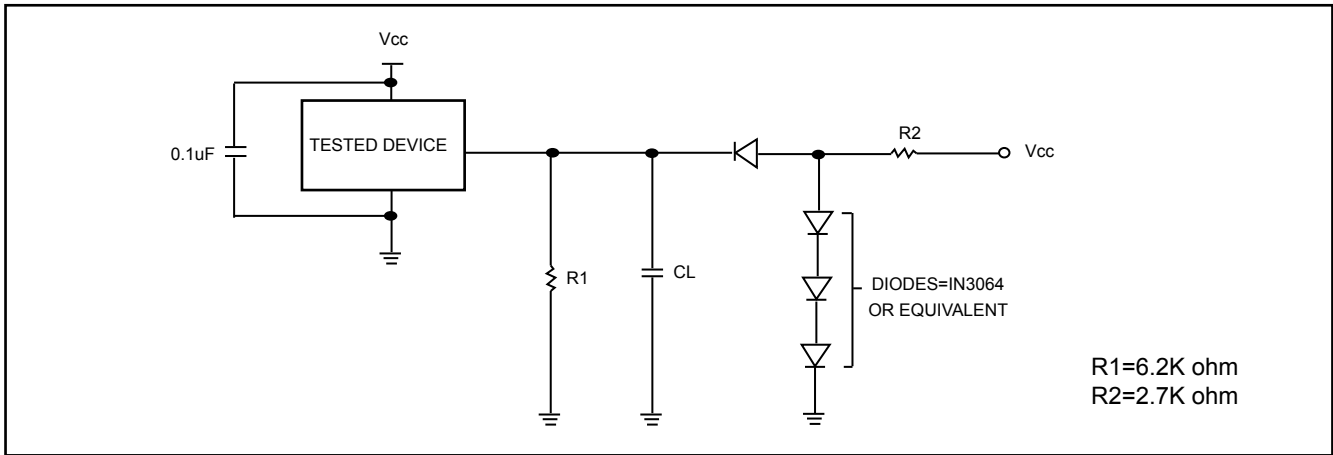 Vcc
0.1uF
TESTED DEVICE
R2
Vcc
R1
CL
DIODES=IN3064
OR EQUIVALENT
R1=6.2K ohm
R2=2.7K ohm